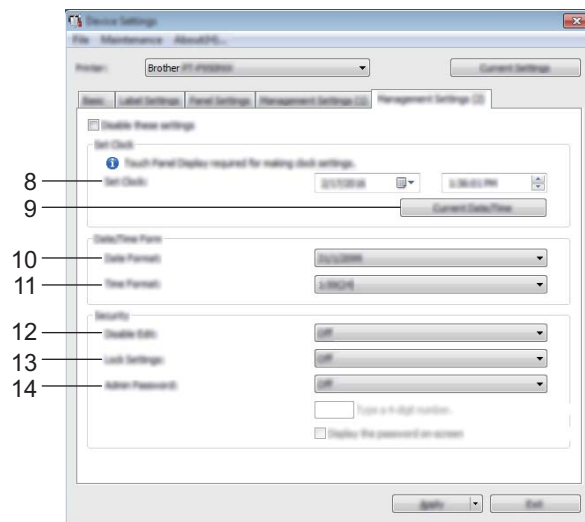 Device Settings
File Maintenance About(H)...
Printer: Brother PT-P950NW Current Settings
Basic Label Settings Panel Settings Management Settings (1) Management Settings (2)
Disable these settings
Set Clock
Touch Panel Display required for making clock settings.
8 Set Clock: 2/17/2016 1:36:01 PM
9 Current Date/Time
Date/Time Form
10 Date Format:
11 Time Format:
Security
12 Disable Edit: Off
13 Lock Settings: Off
14 Admin Password: Off
Type a 4-digit number.
Display the password on-screen
Apply Exit